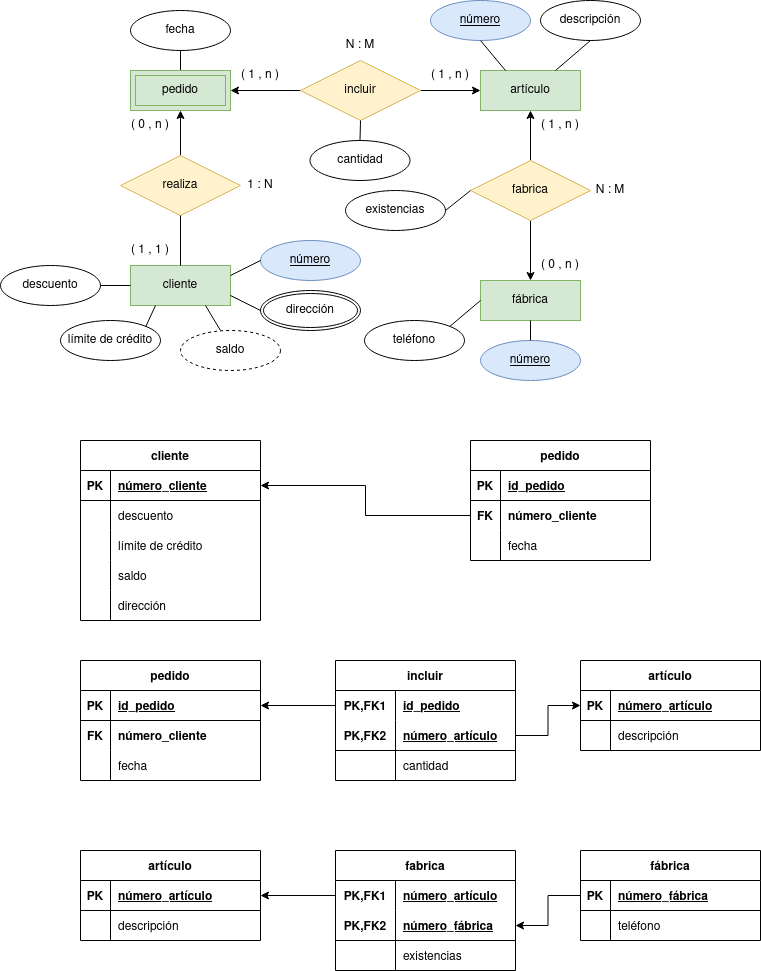 número
descripción
fecha
N : M
( 1 , n )
( 1 , n )
pedido
incluir
artículo
( 0 , n )
( 1 , n )
cantidad
realiza
1 : N
fabrica
N : M
existencias
( 1 , 1 )
número
( 0 , n )
descuento
cliente
dirección
fábrica
límite de crédito
saldo
teléfono
número
cliente
PK número_cliente
descuento
límite de crédito
saldo
dirección
pedido
PK id_pedido
FK número_cliente
fecha
pedido
PK id_pedido
FK número_cliente
fecha
incluir
PK,FK1 id_pedido
PK,FK2 número_artículo
cantidad
artículo
PK número_artículo
descripción
artículo
PK número_artículo
descripción
fabrica
PK,FK1 número_artículo
PK,FK2 número_fábrica
existencias
fábrica
PK número_fábrica
teléfono